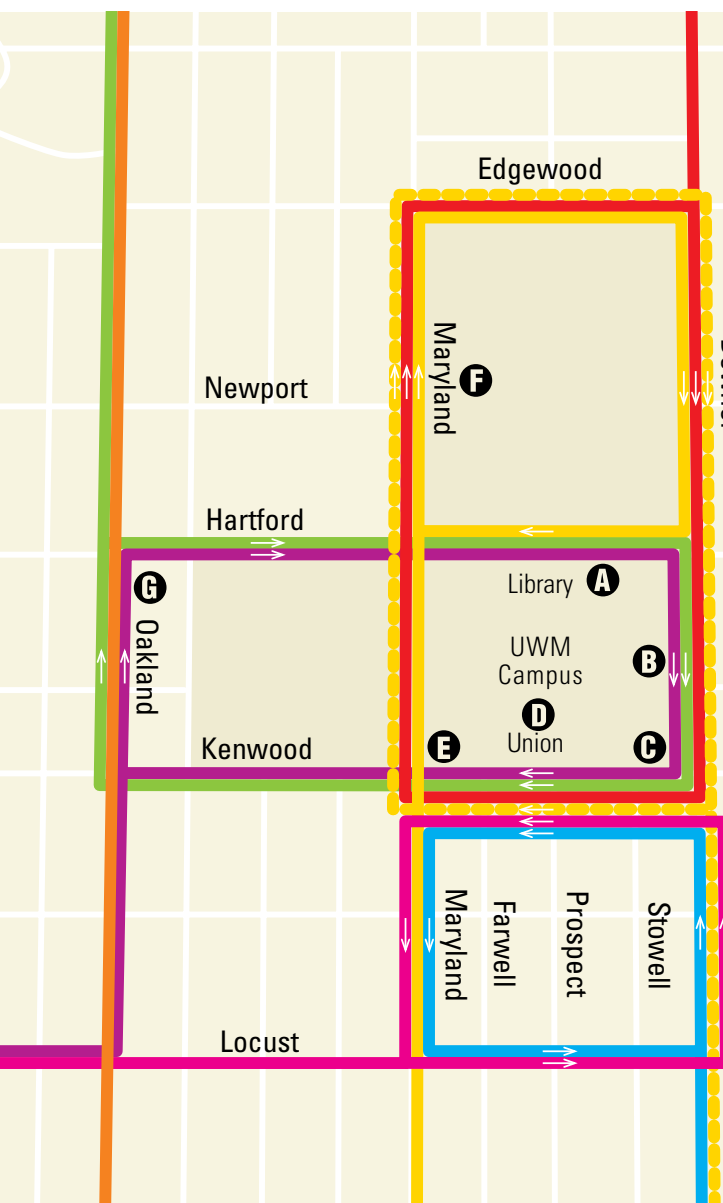 Edgewood
Maryland
F
Newport
Hartford
Library A
G
Oakland
UWM
Campus
B
D
Union
E
C
Kenwood
Maryland
Farwell
Prospect
Stowell
Locust